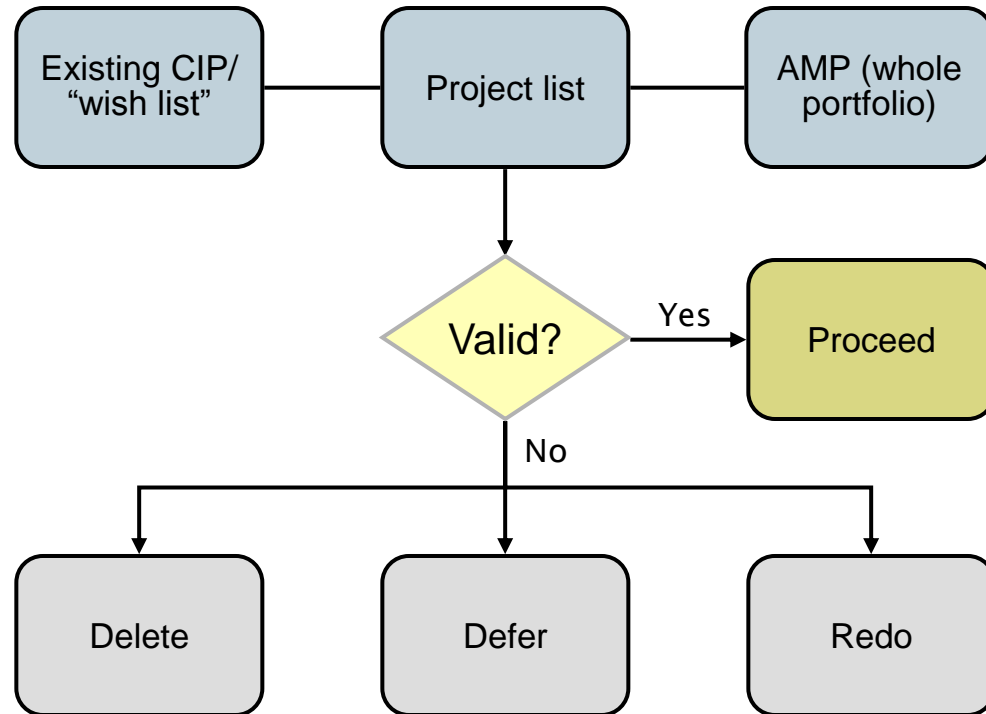 Existing CIP/
“wish list”
Project list
AMP (whole
portfolio)
Valid?
Yes
Proceed
No
Delete
Defer
Redo